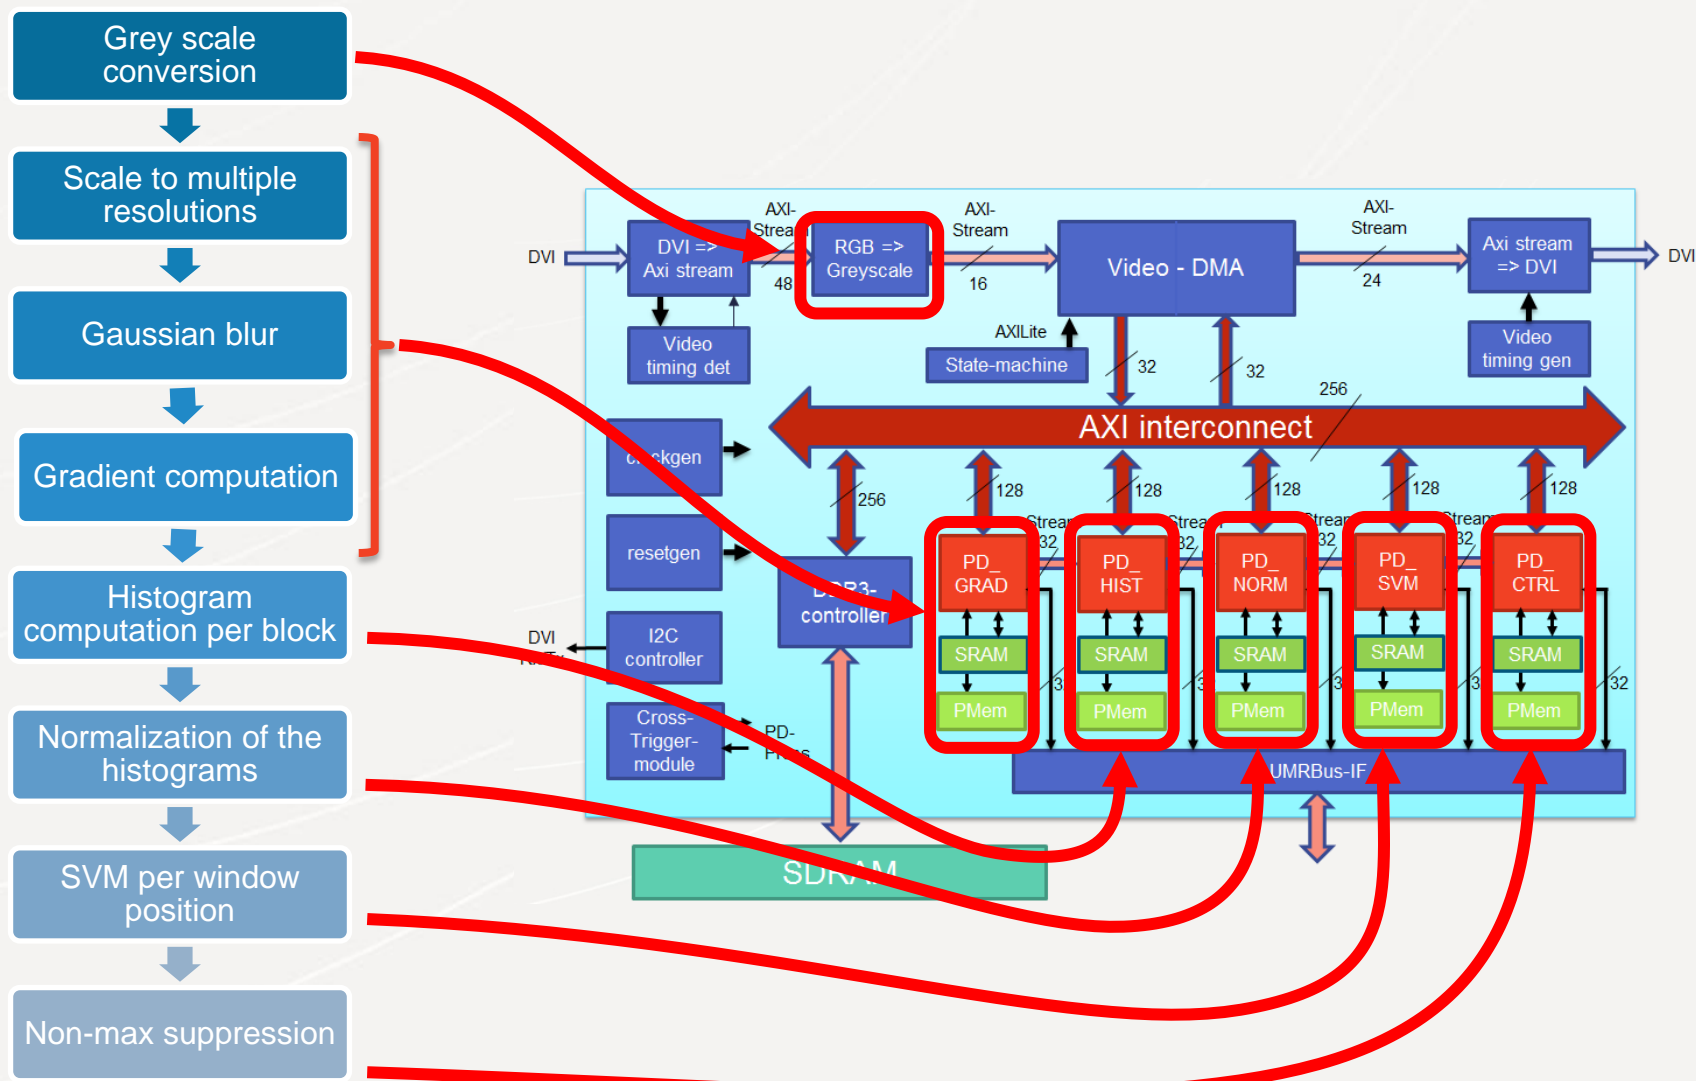 Grey scale
conversion
Scale to multiple
resolutions
Gaussian blur
Gradient computation
Histogram
computation per block
Normalization of the
histograms
SVM per window
position
Non-max suppression
DVI
DVI =>
Axi stream
AXI-
Stream
48
RGB =>
Greyscale
AXI-
Stream
16
Video - DMA
AXI-
Stream
24
Axi stream
=> DVI
DVI
Video
timing det
AXILite
State-machine
32
32
Video
timing gen
256
AXI interconnect
resetgen
I2C
controller
DVI
Cross-
Trigger-
module
PD-
256
controller
128
128
128
128
128
Stream
32
32
32
32
PD_
GRAD
PD_
HIST
PD_
NORM
PD_
SVM
PD_
CTRL
SRAM
SRAM
SRAM
SRAM
SRAM
32
PMem
PMem
PMem
PMem
PMem
UMRBus-IF
SDRAM